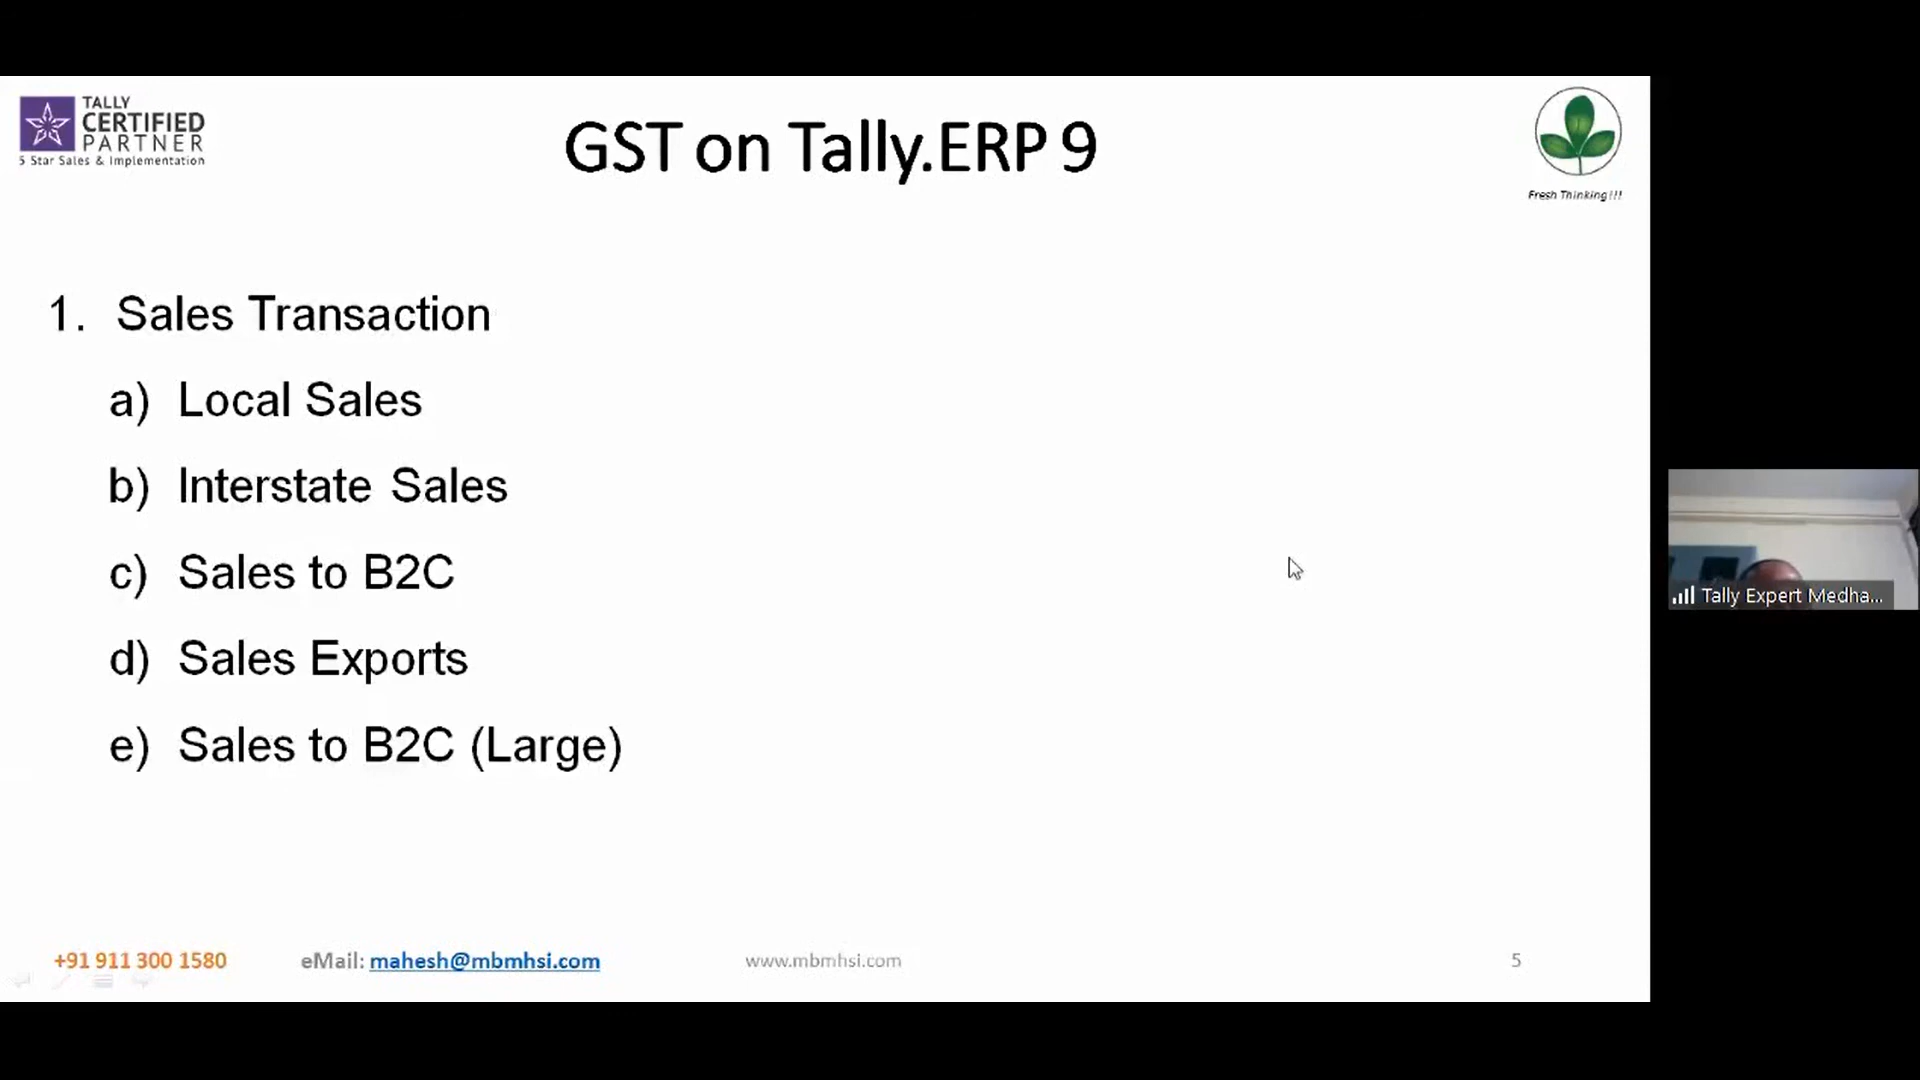 TALLY
CERTIFIED
PARTNER
5 Star Sales & Implementation
GST on Tally.ERP 9
Fresh Thinking!!!
1. Sales Transaction
a) Local Sales
b) Interstate Sales
c) Sales to B2C
d) Sales Exports
e) Sales to B2C (Large)
Tally Expert Medha...
+91 911 300 1580 eMail: mahesh@mbmhsi.com www.mbmhsi.com 5